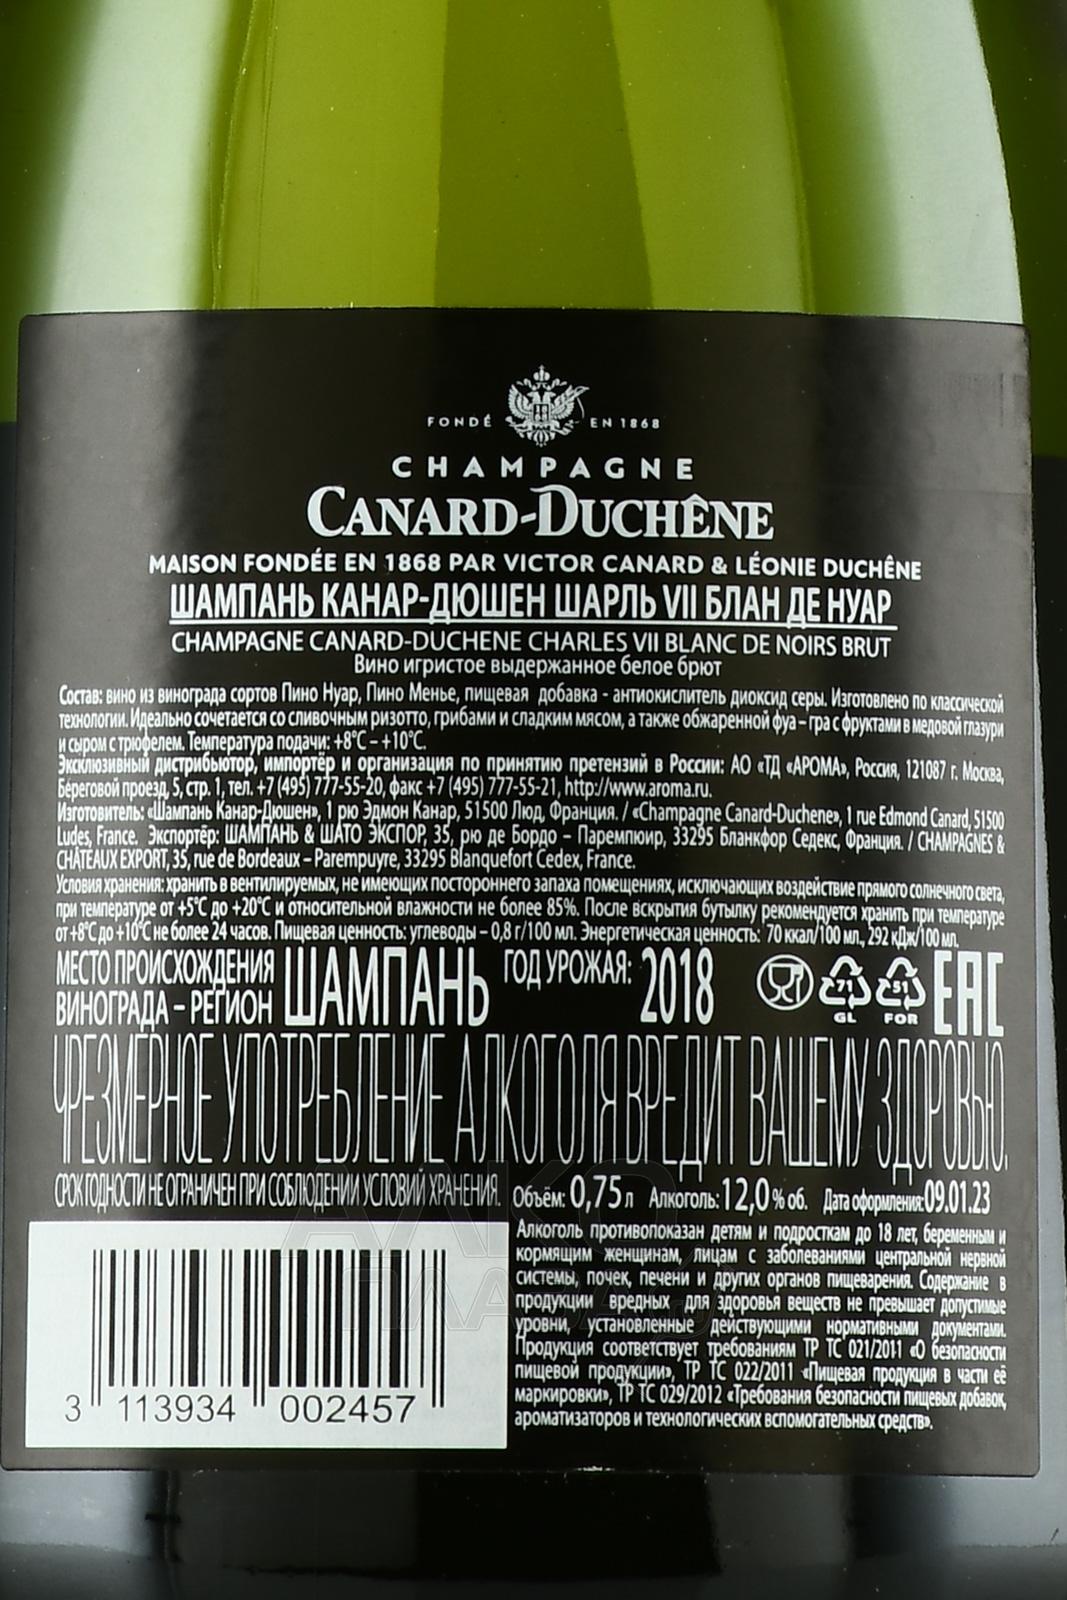 FONDÉ EN 1868
CHAMPAGNE
CANARD-DUCHÊNE
MAISON FONDÉE EN 1868 PAR VICTOR CANARD & LÉONIE DUCHÊNE
ШАМПАНЬ КАНАР-ДЮШЕН ШАРЛЬ VII БЛАН ДЕ НУАР
CHAMPAGNE CANARD-DUCHENE CHARLES VII BLANC DE NOIRS BRUT
Вино игристое выдержанное белое брют
Состав: вино из винограда сортов Пино Нуар, Пино Менье, пищевая добавка - антиокислитель диоксид серы. Изготовлено по классической
технологии. Идеально сочетается со сливочным ризотто, грибами и сладким мясом, а также обжаренной фуа – гра с фруктами в медовой глазури
и сыром с трюфелем. Температура подачи: +8°C – +10°C.
Эксклюзивный дистрибьютор, импортёр и организация по принятию претензий в России: АО «ТД «АРОМА», Россия, 121087 г. Москва,
Береговой проезд, 5, стр. 1, тел. +7 (495) 777-55-20, факс +7 (495) 777-55-21, http://www.aroma.ru.
Изготовитель: «Шампань Канар-Дюшен», 1 рю Эдмон Канар, 51500 Люд, Франция. / «Champagne Canard-Duchene», 1 rue Edmond Canard, 51500
Ludes, France. Экспортёр: ШАМПАНЬ & ШАТО ЭКСПОР, 35, рю де Бордо – Паремпюир, 33295 Бланкфор Седекс, Франция. / CHAMPAGNES &
CHÂTEAUX EXPORT, 35, rue de Bordeaux – Parempuyre, 33295 Blanquefort Cedex, France.
Условия хранения: хранить в вентилируемых, не имеющих постороннего запаха помещениях, исключающих воздействие прямого солнечного света,
при температуре от +5°C до +20°C и относительной влажности не более 85%. После вскрытия бутылку рекомендуется хранить при температуре
от +8°C до +10°C не более 24 часов. Пищевая ценность: углеводы – 0,8 г/100 мл. Энергетическая ценность: 70 ккал/100 мл., 292 кДж/100 мл.
МЕСТО ПРОИСХОЖДЕНИЯ
ВИНОГРАДА – РЕГИОН ШАМПАНЬ ГОД УРОЖАЯ: 2018 71 GL 51 FOR EAC
ЧРЕЗМЕРНОЕ УПОТРЕБЛЕНИЕ АЛКОГОЛЯ ВРЕДИТ ВАШЕМУ ЗДОРОВЬЮ.
СРОК ГОДНОСТИ НЕ ОГРАНИЧЕН ПРИ СОБЛЮДЕНИИ УСЛОВИЙ ХРАНЕНИЯ.
Объём: 0,75 л Алкоголь: 12,0 % об. Дата оформления: 09.01.23
Алкоголь противопоказан детям и подросткам до 18 лет, беременным и
кормящим женщинам, лицам с заболеваниями центральной нервной
системы, почек, печени и других органов пищеварения. Содержание в
продукции вредных для здоровья веществ не превышает допустимые
уровни, установленные действующими нормативными документами.
Продукция соответствует требованиям ТР ТС 021/2011 «О безопасности
пищевой продукции», ТР ТС 022/2011 «Пищевая продукция в части её
маркировки», ТР ТС 029/2012 «Требования безопасности пищевых добавок,
ароматизаторов и технологических вспомогательных средств».
3 113934 002457
АЛКО
ПЛАЗА